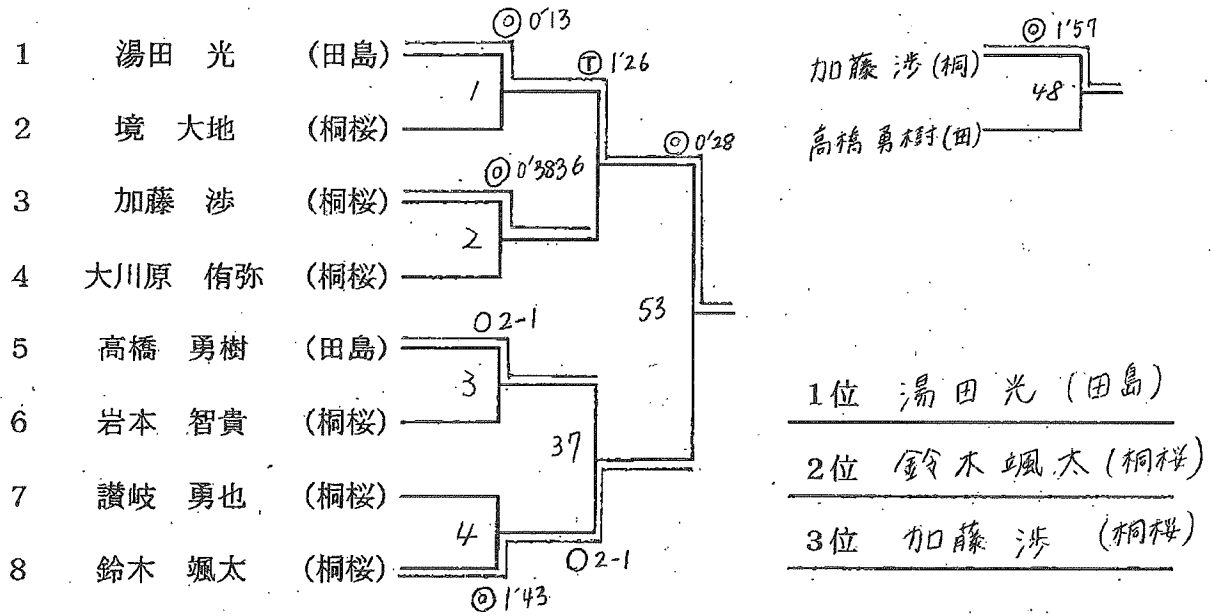 ◎ 0'13
1 湯田 光 (田島)
Ⓣ 1'26
1
2 境 大地 (桐桜)
◎ 0'28
◎ 0'38 36
3 加藤 渉 (桐桜)
2
4 大川原 侑弥 (桐桜)
53
○2-1
5 高橋 勇樹 (田島)
3
6 岩本 智貴 (桐桜)
37
7 讃岐 勇也 (桐桜)
4
○2-1
8 鈴木 颯太 (桐桜)
◎ 1'43
◎ 1'57
加藤 渉(桐)
48
高橋 勇樹(田)
1位 湯田光(田島)
2位 鈴木颯太(桐桜)
3位 加藤 渉 (桐桜)